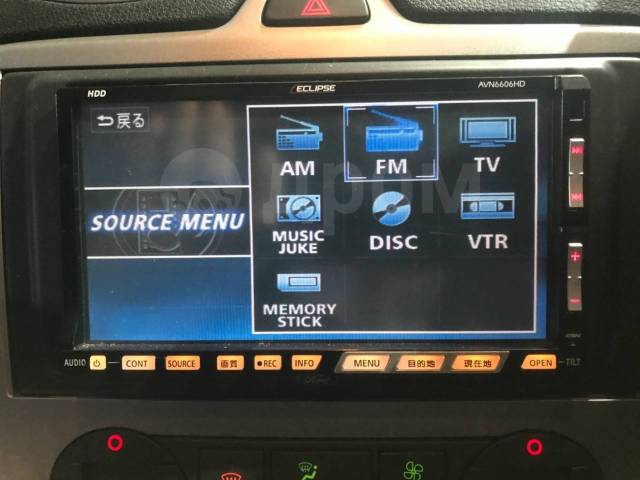 HDD
ECLIPSE
AVN6606HD
戻る
AM
FM
TV
SOURCE MENU
MUSIC
JUKE
DISC
VTR
MEMORY
STICK
AUDIO
CONT
SOURCE
画質
●REC
INFO
MENU
目的地
現在地
OPEN
TILT
дром